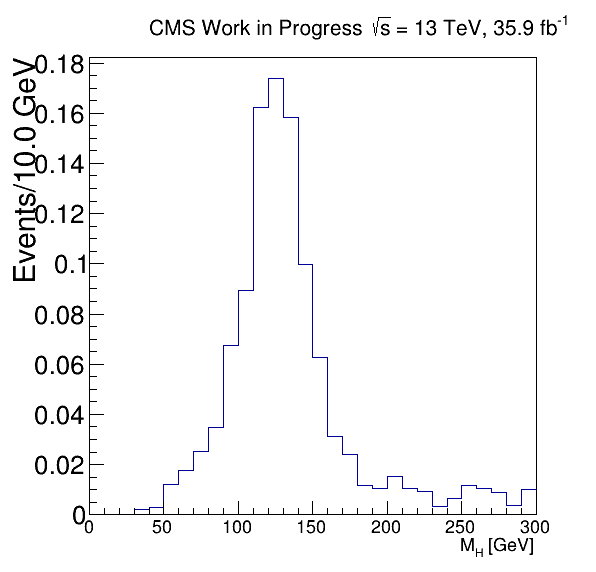 CMS Work in Progress √s = 13 TeV, 35.9 fb⁻¹
Events/10.0 GeV
0.18
0.16
0.14
0.12
0.1
0.08
0.06
0.04
0.02
0
0 50 100 150 200 250 300
M_H [GeV]